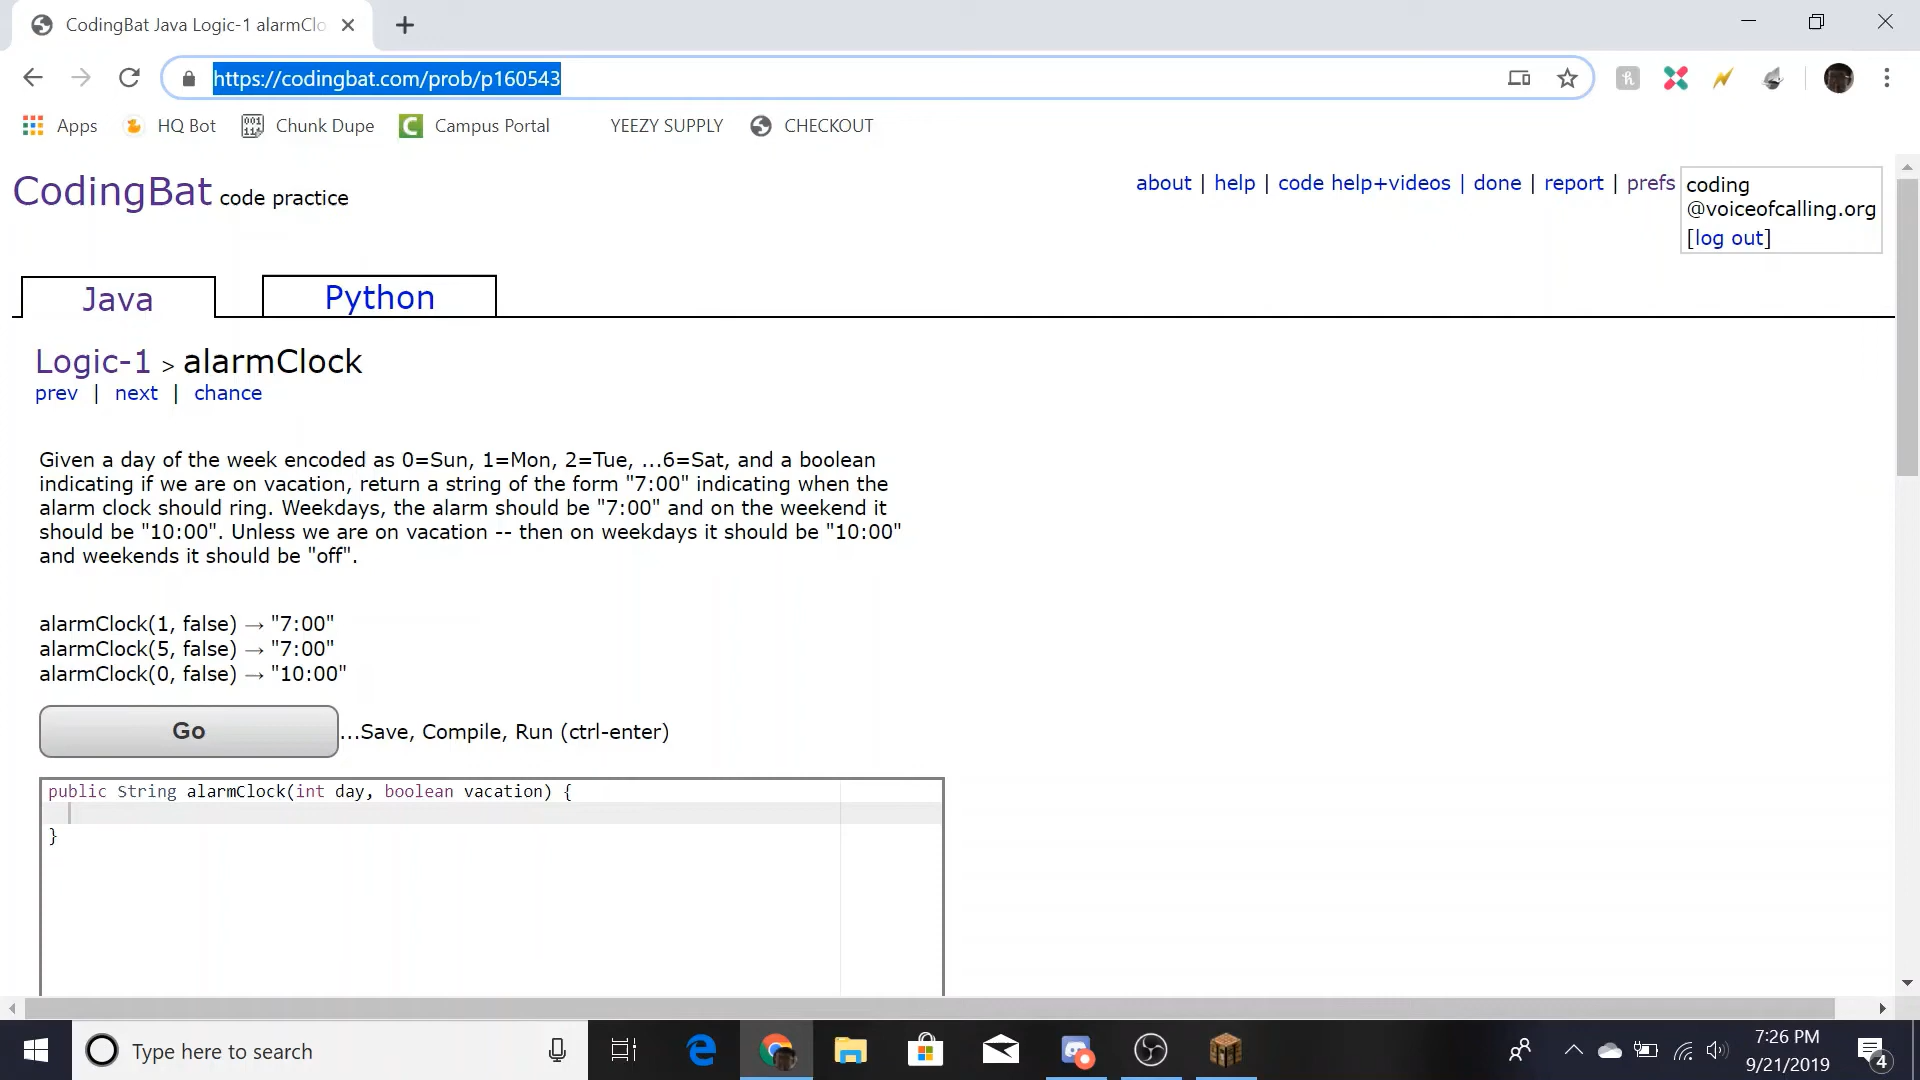 CodingBat Java Logic-1 alarmClo
https://codingbat.com/prob/p160543
Apps HQ Bot Chunk Dupe Campus Portal YEEZY SUPPLY CHECKOUT
CodingBat code practice
about | help | code help+videos | done | report | prefs
coding
@voiceofcalling.org
[log out]
Java Python
Logic-1 > alarmClock
prev | next | chance
Given a day of the week encoded as 0=Sun, 1=Mon, 2=Tue, ...6=Sat, and a boolean
indicating if we are on vacation, return a string of the form "7:00" indicating when the
alarm clock should ring. Weekdays, the alarm should be "7:00" and on the weekend it
should be "10:00". Unless we are on vacation -- then on weekdays it should be "10:00"
and weekends it should be "off".
alarmClock(1, false) → "7:00"
alarmClock(5, false) → "7:00"
alarmClock(0, false) → "10:00"
Go ...Save, Compile, Run (ctrl-enter)
public String alarmClock(int day, boolean vacation) {
}
Type here to search
7:26 PM
9/21/2019
4